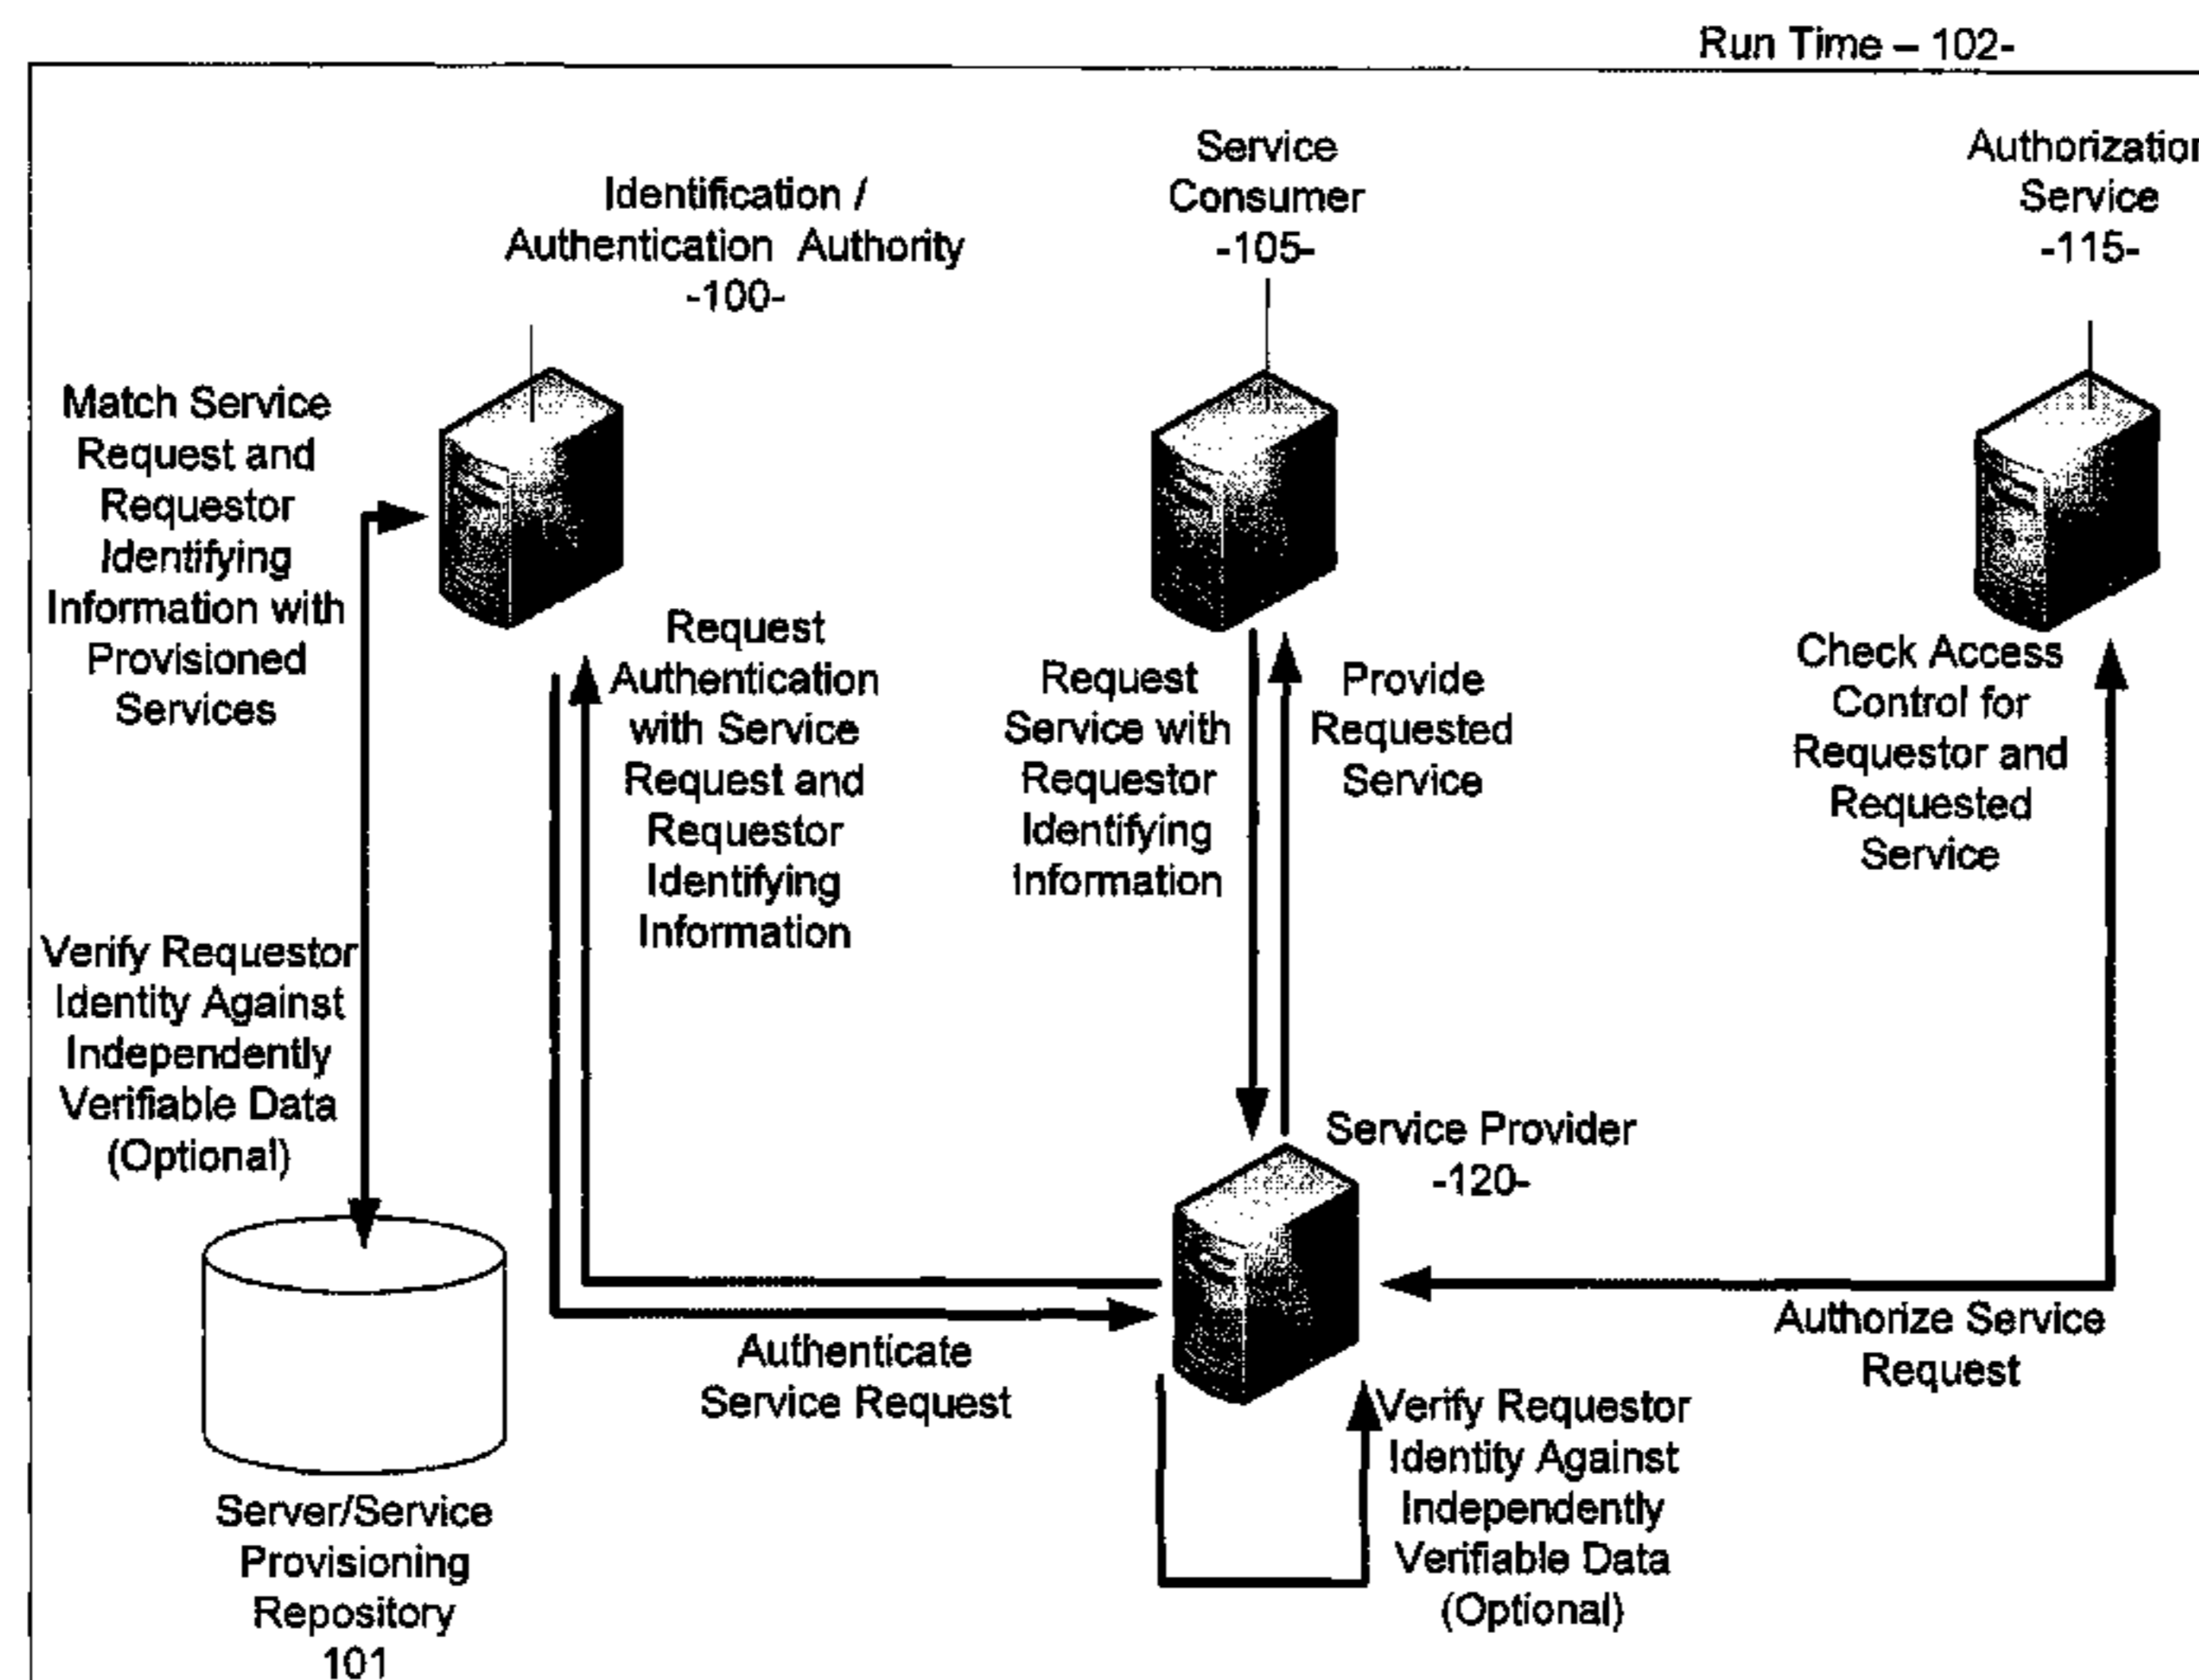 Run Time – 102-
Identification /
Authentication Authority
-100-
Service
Consumer
-105-
Authorization
Service
-115-
Match Service
Request and
Requestor
Identifying
Information with
Provisioned
Services
Request
Authentication
with Service
Request and
Requestor
Identifying
Information
Request
Service with
Requestor
Identifying
Information
Provide
Requested
Service
Check Access
Control for
Requestor and
Requested
Service
Verify Requestor
Identity Against
Independently
Verifiable Data
(Optional)
Service Provider
-120-
Authenticate
Service Request
Authorize Service
Request
Verify Requestor
Identity Against
Independently
Verifiable Data
(Optional)
Server/Service
Provisioning
Repository
101